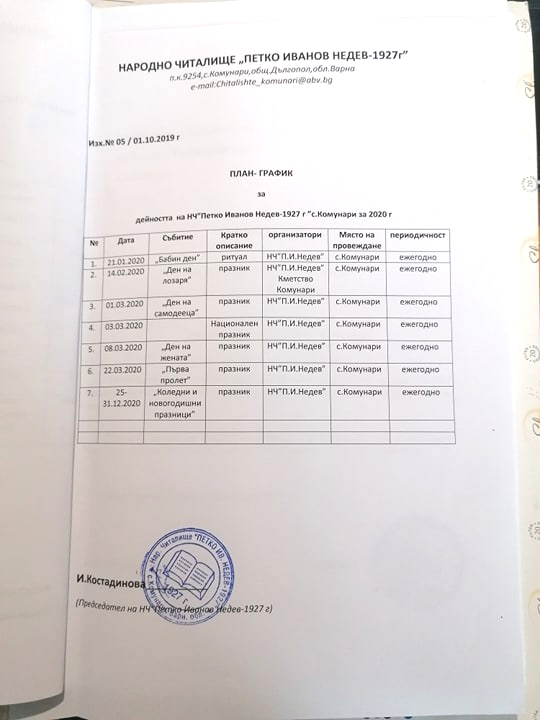 НАРОДНО ЧИТАЛИЩЕ „ПЕТКО ИВАНОВ НЕДЕВ-1927г”
п.к.9254,с.Комунари,общ.Дългопол,обл.Варна
e-mail:Chitalishte_komunari@abv.bg
Изх.№ 05 / 01.10.2019 г
ПЛАН- ГРАФИК
за
дейността на НЧ”Петко Иванов Недев-1927 г ”с.Комунари за 2020 г
№ Дата Събитие Кратко описание организатори Място на провеждане периодичност
1. 21.01.2020 „Бабин ден” ритуал НЧ”П.И.Недев” с.Комунари ежегодно
2. 14.02.2020 „Ден на лозаря” празник НЧ”П.И.Недев” Кметство Комунари с.Комунари ежегодно
3. 01.03.2020 „Ден на самодееца” празник НЧ”П.И.Недев” с.Комунари ежегодно
4. 03.03.2020 Национален празник НЧ”П.И.Недев” с.Комунари ежегодно
5. 08.03.2020 „Ден на жената” празник НЧ”П.И.Недев” с.Комунари ежегодно
6. 22.03.2020 „Първа пролет” празник НЧ”П.И.Недев” с.Комунари ежегодно
7. 25-31.12.2020 „Коледни и новогодишни празници” празник НЧ”П.И.Недев” с.Комунари ежегодно
Нар. Читалище "ПЕТКО ИВ. НЕДЕВ-1927
1927 г.
И.Костадинова
(Председател на НЧ”Петко Иванов Недев-1927 г)